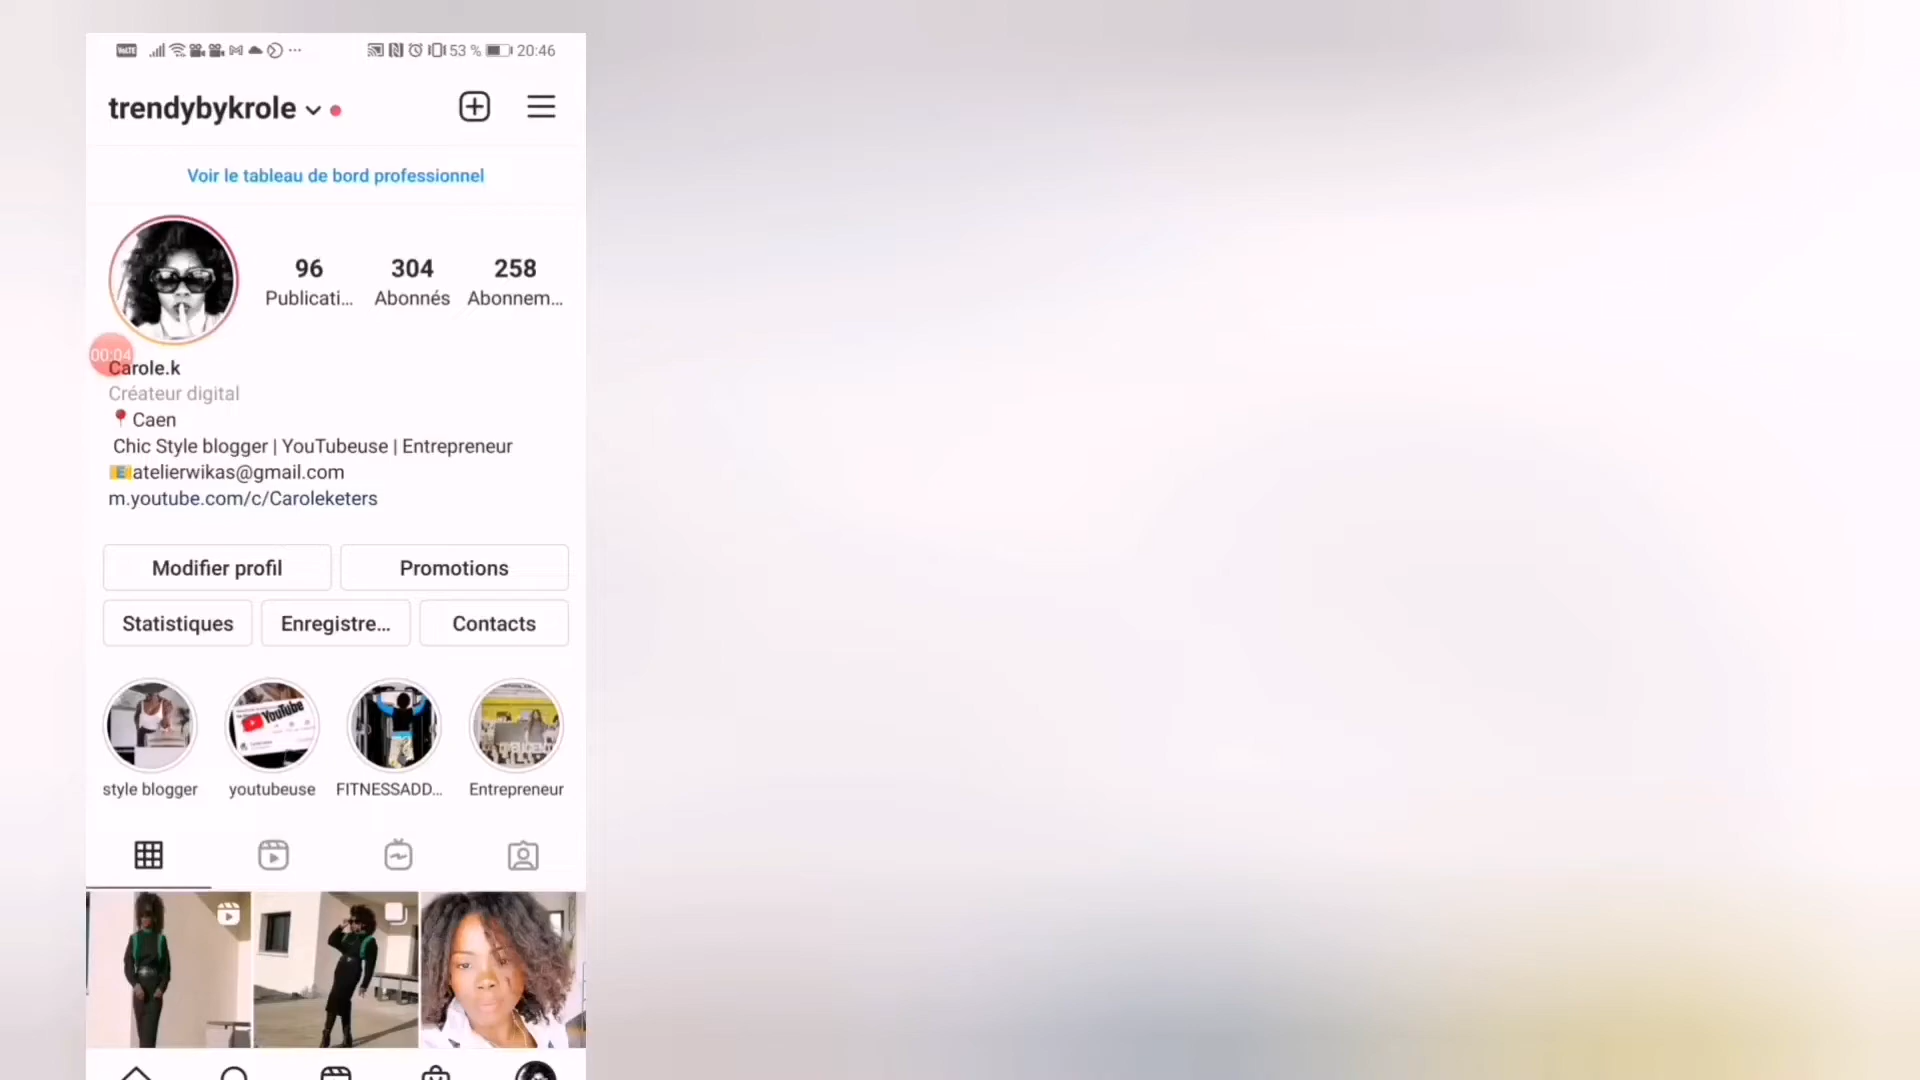 VoLTE 53 % 20:46
trendybykrole
Voir le tableau de bord professionnel
96 304 258
Publicati... Abonnés Abonnem...
00:04
Carole.k
Créateur digital
📍Caen
Chic Style blogger | YouTubeuse | Entrepreneur
📧atelierwikas@gmail.com
m.youtube.com/c/Caroleketers
Modifier profil Promotions
Statistiques Enregistre... Contacts
YouTube
style blogger youtubeuse FITNESSADD... Entrepreneur